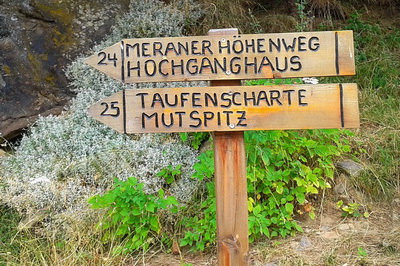 24 MERANER HÖHENWEG
HOCHGANGHAUS
25 TAUFENSCHARTE
MUTSPITZ